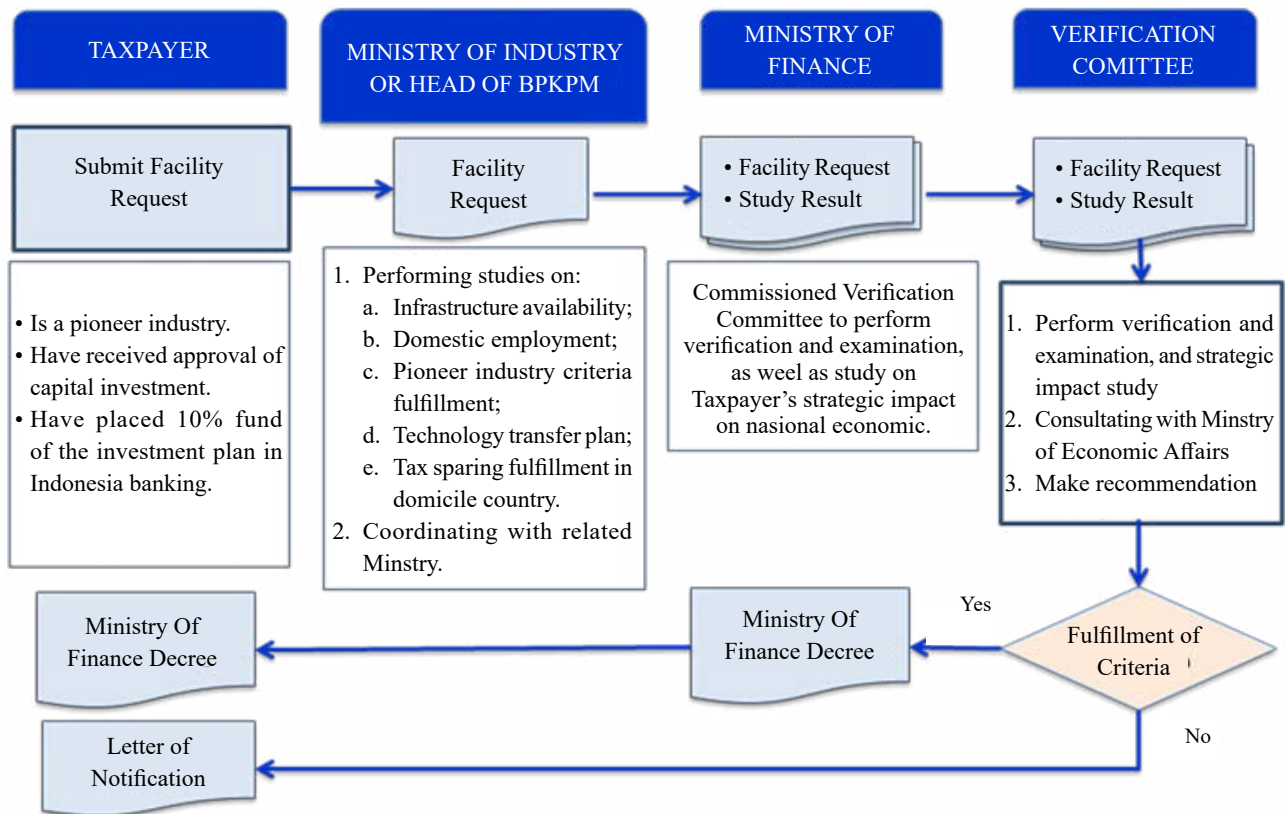 TAXPAYER
MINISTRY OF INDUSTRY
OR HEAD OF BPKPM
MINISTRY OF
FINANCE
VERIFICATION
COMITTEE
Submit Facility
Request
Facility
Request
• Facility Request
• Study Result
• Facility Request
• Study Result
• Is a pioneer industry.
• Have received approval of
capital investment.
• Have placed 10% fund
of the investment plan in
Indonesia banking.
1. Performing studies on:
a. Infrastructure availability;
b. Domestic employment;
c. Pioneer industry criteria
fulfillment;
d. Technology transfer plan;
e. Tax sparing fulfillment in
domicile country.
2. Coordinating with related
Minstry.
Commissioned Verification
Committee to perform
verification and examination,
as weel as study on
Taxpayer's strategic impact
on nasional economic.
1. Perform verification and
examination, and strategic
impact study
2. Consultating with Minstry
of Economic Affairs
3. Make recommendation
Ministry Of
Finance Decree
Ministry Of
Finance Decree
Yes
Fulfillment of
Criteria
Letter of
Notification
No